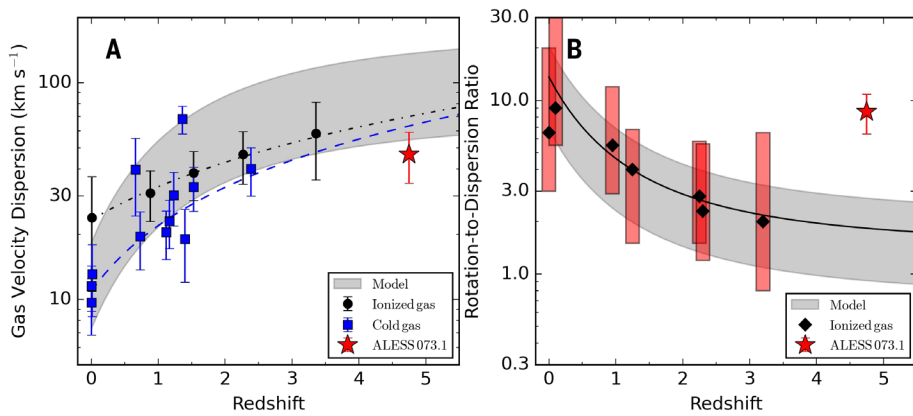 A
Gas Velocity Dispersion (km s⁻¹)
100
30
10
0 1 2 3 4 5
Redshift
Model
Ionized gas
Cold gas
ALESS 073.1
B
Rotation-to-Dispersion Ratio
30.0
10.0
3.0
1.0
0.3
0 1 2 3 4 5
Redshift
Model
Ionized gas
ALESS 073.1